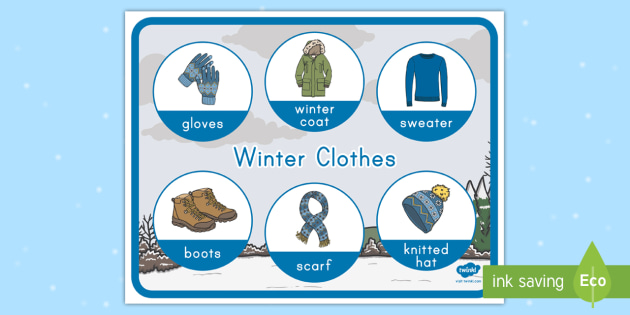 gloves
winter
coat
sweater
Winter Clothes
boots
scarf
knitted
hat
twinkl
visit twinkl.com
ink saving
Eco